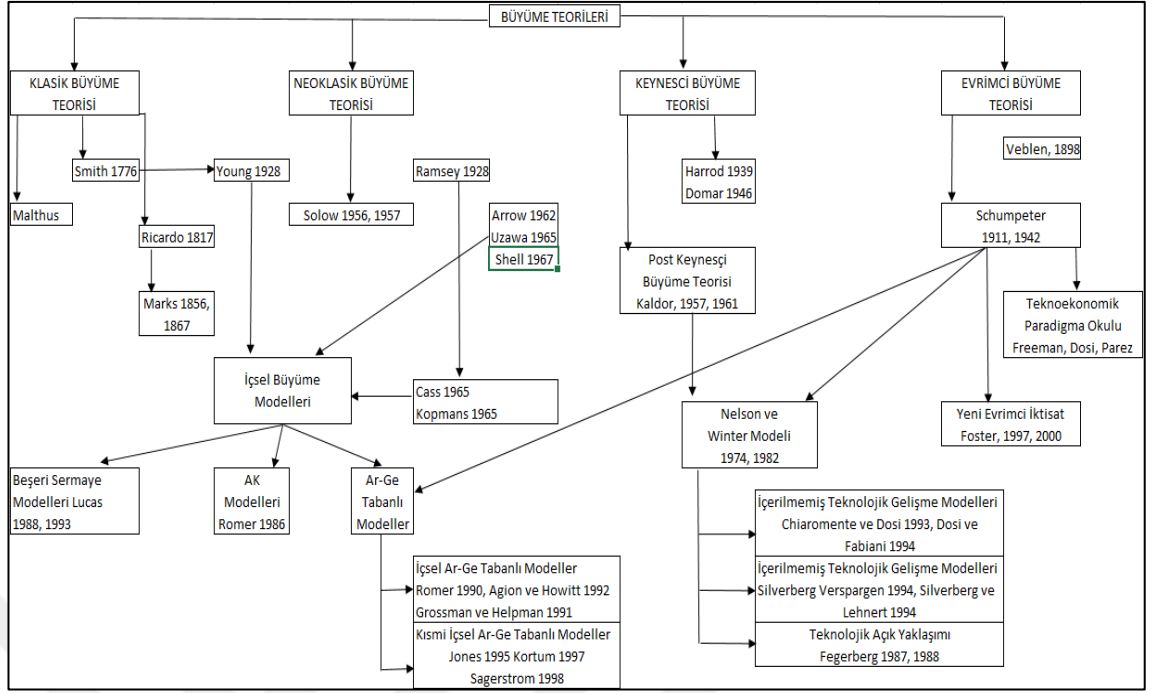 BÜYÜME TEORİLERİ
KLASİK BÜYÜME
TEORİSİ
NEOKLASİK BÜYÜME
TEORİSİ
KEYNESCİ BÜYÜME
TEORİSİ
EVRİMCİ BÜYÜME
TEORİSİ
Veblen, 1898
Smith 1776
Young 1928
Ramsey 1928
Harrod 1939
Domar 1946
Malthus
Solow 1956, 1957
Arrow 1962
Uzawa 1965
Shell 1967
Schumpeter
1911, 1942
Ricardo 1817
Post Keynesçi
Büyüme Teorisi
Kaldor, 1957, 1961
Marks 1856,
1867
Teknoekonomik
Paradigma Okulu
Freeman, Dosi, Parez
İçsel Büyüme
Modelleri
Cass 1965
Kopmans 1965
Nelson ve
Winter Modeli
1974, 1982
Yeni Evrimci İktisat
Foster, 1997, 2000
Beşeri Sermaye
Modelleri Lucas
1988, 1993
AK
Modelleri
Romer 1986
Ar-Ge
Tabanlı
Modeller
İçerilmemiş Teknolojik Gelişme Modelleri
Chiaromente ve Dosi 1993, Dosi ve
Fabiani 1994
İçsel Ar-Ge Tabanlı Modeller
Romer 1990, Agion ve Howitt 1992
Grossman ve Helpman 1991
İçerilmemiş Teknolojik Gelişme Modelleri
Silverberg Verspargen 1994, Silverberg ve
Lehnert 1994
Kısmi İçsel Ar-Ge Tabanlı Modeller
Jones 1995 Kortum 1997
Sagerstrom 1998
Teknolojik Açık Yaklaşımı
Fegerberg 1987, 1988